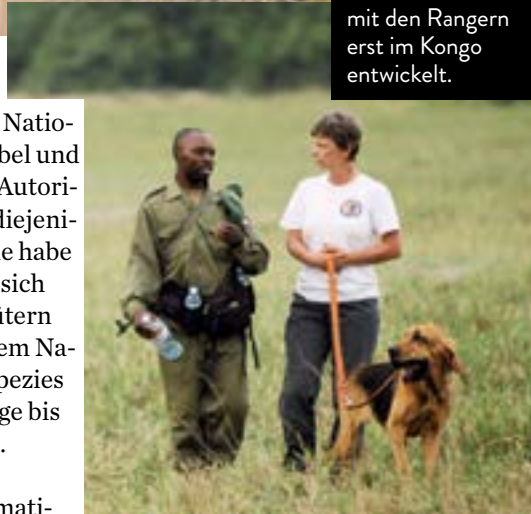 mit den Rangern
erst im Kongo
entwickelt.
Natio-
bel und
Autori-
diejeni-
e habe
sich
itern
em Na-
pezies
ge bis
.
mati-